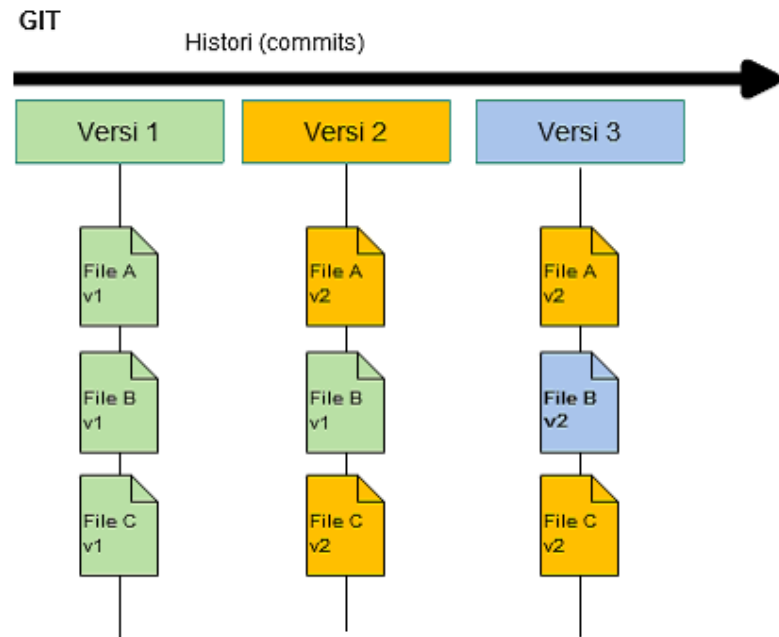 GIT
Histori (commits)
Versi 1
Versi 2
Versi 3
File A
v1
File A
v2
File A
v2
File B
v1
File B
v1
File B
v2
File C
v1
File C
v2
File C
v2